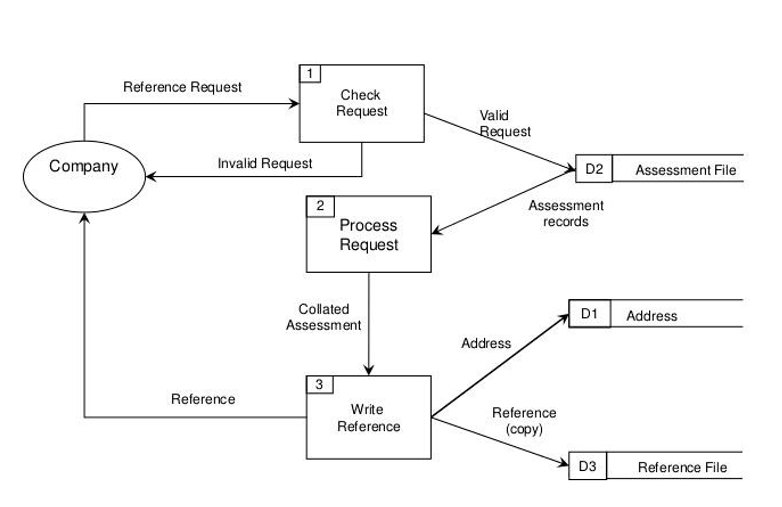 1
Reference Request
Check
Request
Valid
Request
Company
Invalid Request
D2
Assessment File
2
Process
Request
Assessment
records
Collated
Assessment
D1
Address
Address
3
Reference
Write
Reference
Reference
(copy)
D3
Reference File